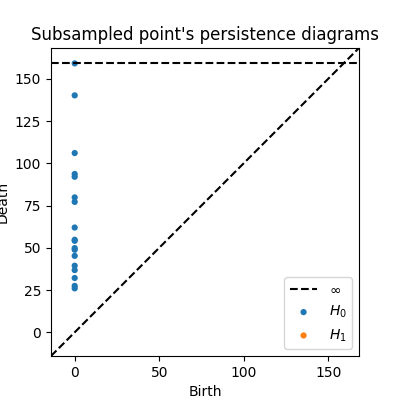 Subsampled point's persistence diagrams
150
125
100
75
50
25
0
Death
0 50 100 150
Birth
∞
H₀
H₁